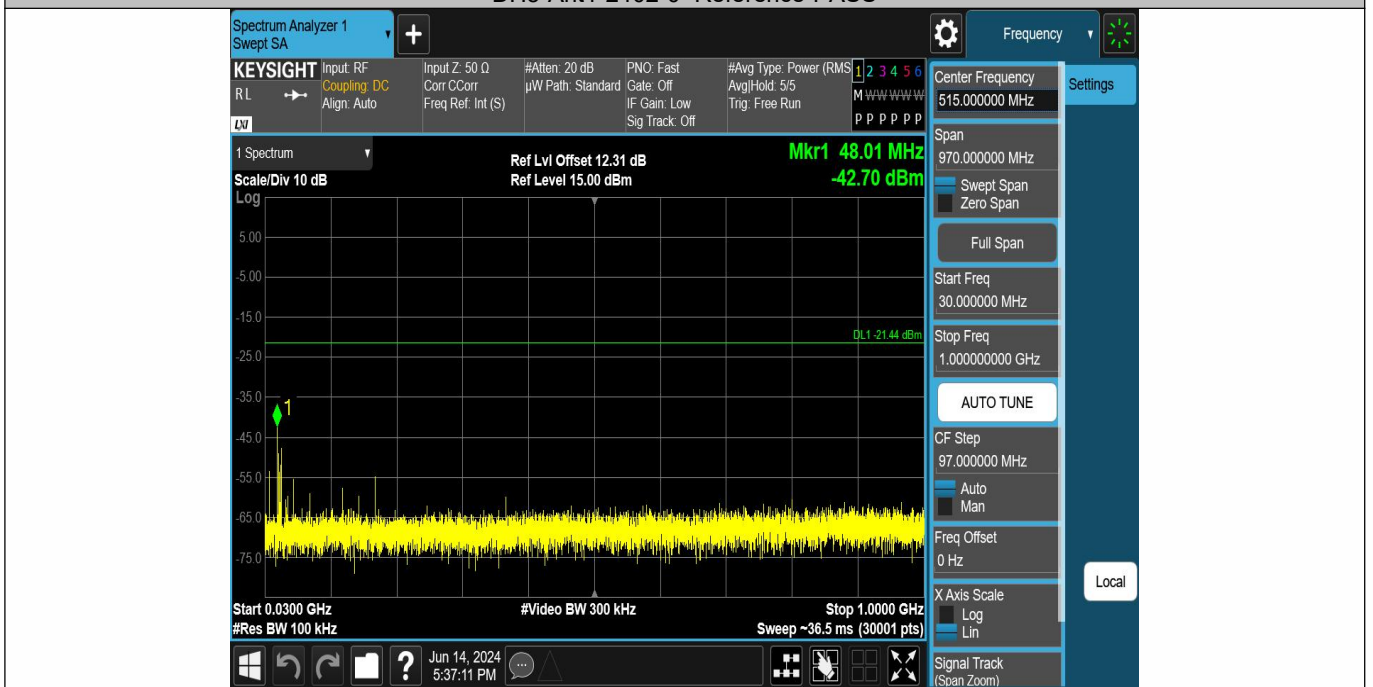 Spectrum Analyzer 1
Swept SA
Frequency
KEYSIGHT
RL
LXI
Input: RF
Coupling: DC
Align: Auto
Input Z: 50 Ω
Corr CCorr
Freq Ref: Int (S)
#Atten: 20 dB
µW Path: Standard
PNO: Fast
Gate: Off
IF Gain: Low
Sig Track: Off
#Avg Type: Power (RMS
Avg|Hold: 5/5
Trig: Free Run
1 2 3 4 5 6
M W W W W W
P P P P P P
Center Frequency
515.000000 MHz
Settings
1 Spectrum
Scale/Div 10 dB
Log
Ref Lvl Offset 12.31 dB
Ref Level 15.00 dBm
Mkr1 48.01 MHz
-42.70 dBm
Span
970.000000 MHz
Swept Span
Zero Span
Full Span
Start Freq
30.000000 MHz
Stop Freq
1.000000000 GHz
AUTO TUNE
CF Step
97.000000 MHz
Auto
Man
Freq Offset
0 Hz
X Axis Scale
Log
Lin
Signal Track
(Span Zoom)
Local
5.00
-5.00
-15.0
DL1 -21.44 dBm
-25.0
-35.0
1
-45.0
-55.0
-65.0
-75.0
Start 0.0300 GHz
#Res BW 100 kHz
#Video BW 300 kHz
Stop 1.0000 GHz
Sweep ~36.5 ms (30001 pts)
?
Jun 14, 2024
5:37:11 PM